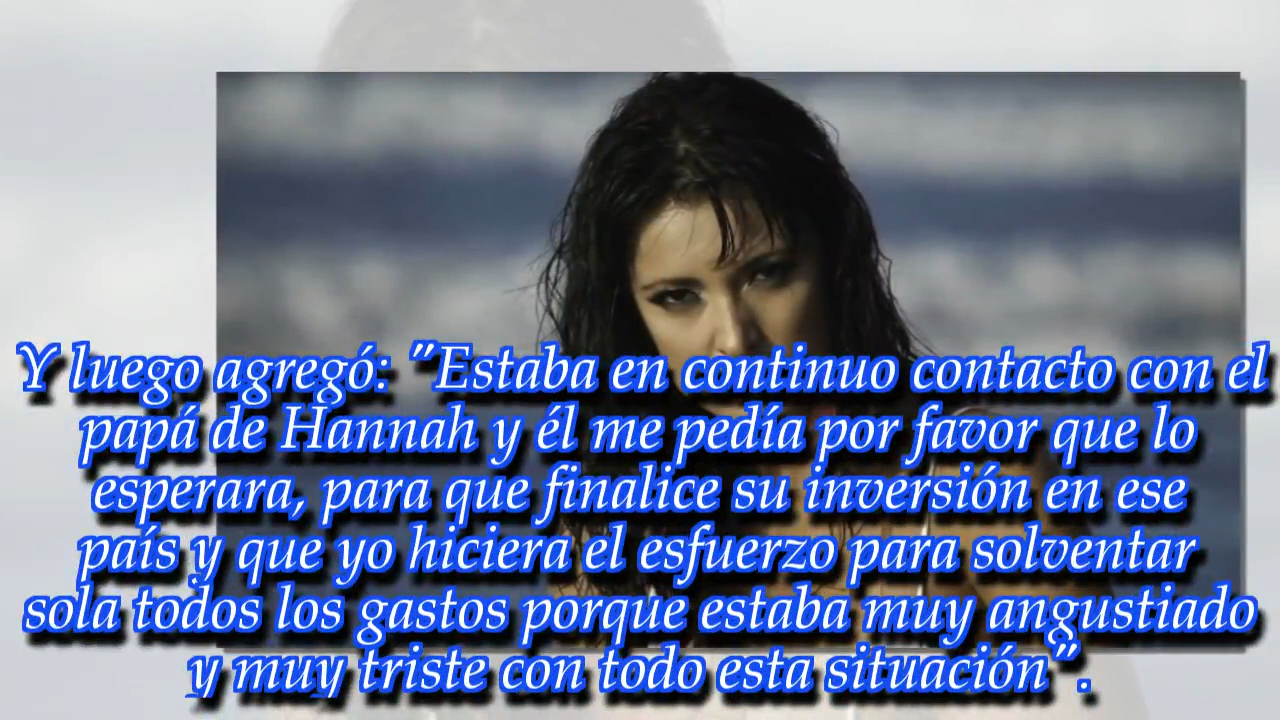 Y luego agregó: "Estaba en continuo contacto con el
papá de Hannah y él me pedía por favor que lo
esperara, para que finalice su inversión en ese
país y que yo hiciera el esfuerzo para solventar
sola todos los gastos porque estaba muy angustiado
y muy triste con todo esta situación".